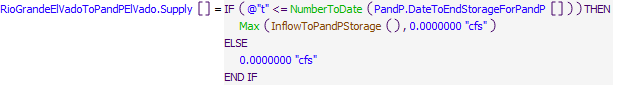 RioGrandeElVadoToPandPElVado.Supply [ ] = IF ( @"t" <= NumberToDate ( PandP.DateToEndStorageForPandP [ ] ) ) THEN
Max ( InflowToPandPStorage ( ) , 0.0000000 "cfs" )
ELSE
0.0000000 "cfs"
END IF